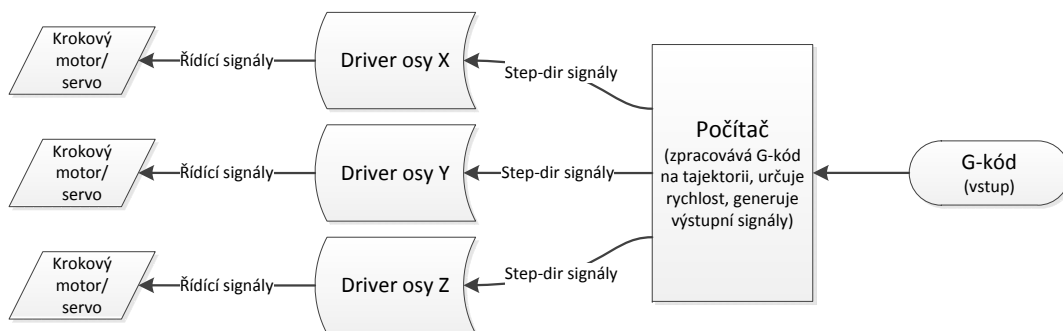 Krokový
motor/
servo
Řídící signály
Driver osy X
Step-dir signály
Krokový
motor/
servo
Řídící signály
Driver osy Y
Step-dir signály
Krokový
motor/
servo
Řídící signály
Driver osy Z
Step-dir signály
Počítač
(zpracovává G-kód
na tajektorii, určuje
rychlost, generuje
výstupní signály)
G-kód
(vstup)